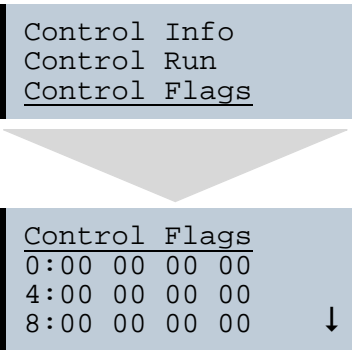 Control Info
Control Run
Control Flags
Control Flags
0:00 00 00 00
4:00 00 00 00
8:00 00 00 00 ↓